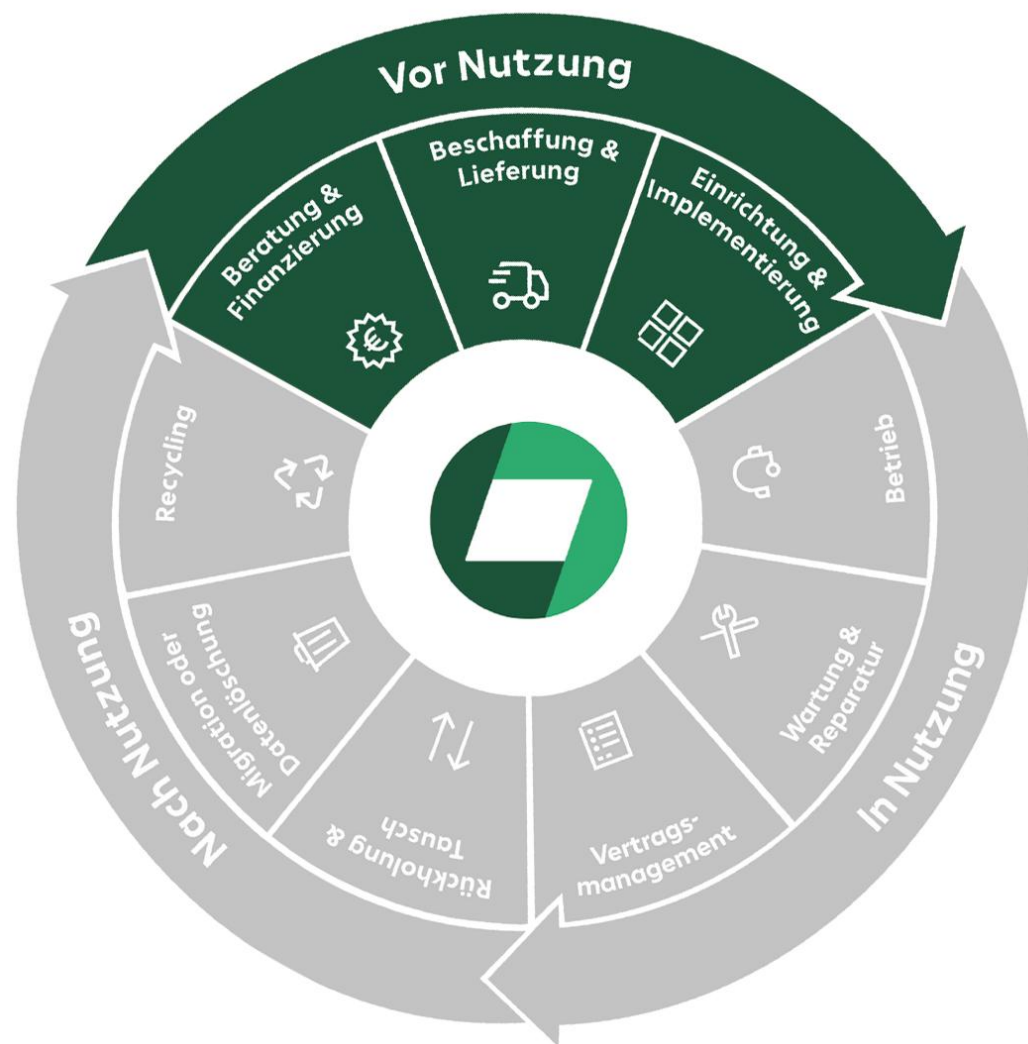 Vor Nutzung
Beratung &
Finanzierung
€
Beschaffung &
Lieferung
Einrichtung &
Implementierung
In Nutzung
Betrieb
Wartung &
Reparatur
Vertrags-
management
Nach Nutzung
Rückholung &
Tausch
Migration oder
Datenlöschung
Recycling